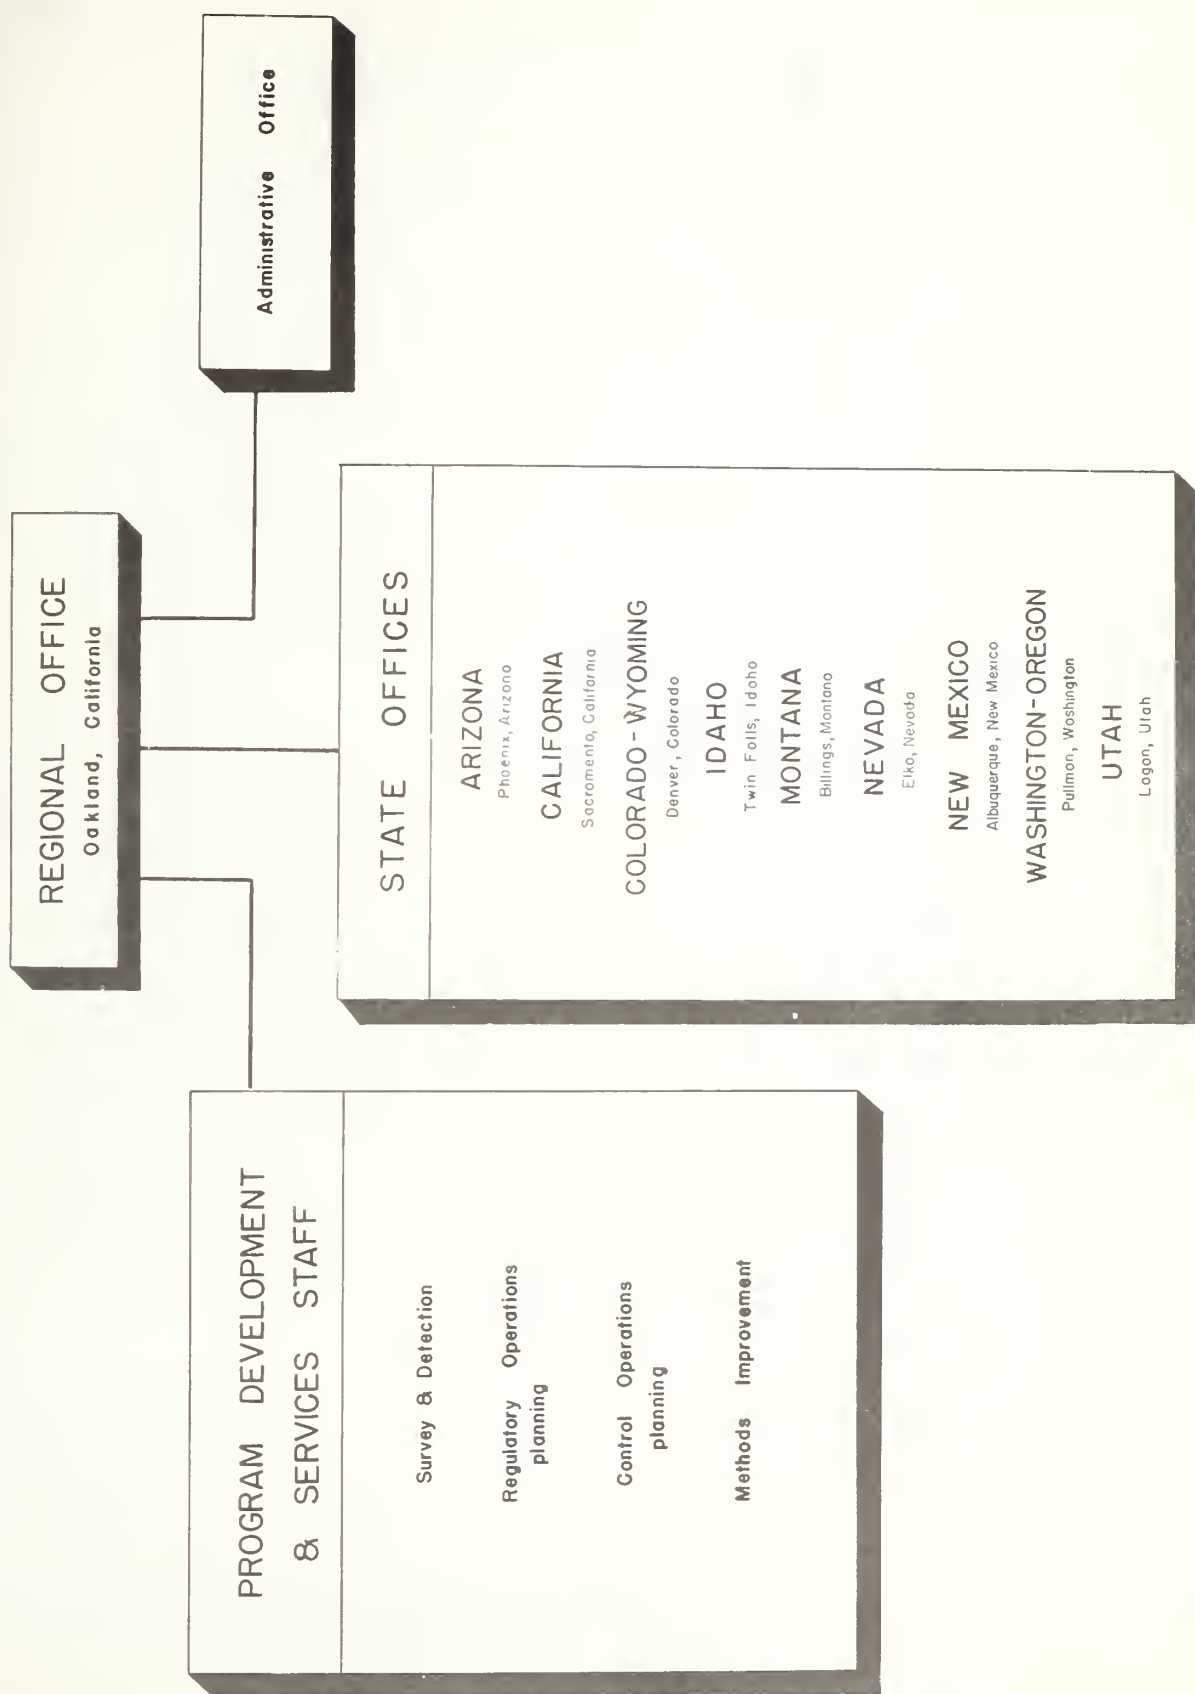 REGIONAL OFFICE
Oakland, California
Administrative Office
PROGRAM DEVELOPMENT
& SERVICES STAFF
Survey & Detection
Regulatory Operations
planning
Control Operations
planning
Methods Improvement
STATE OFFICES
ARIZONA
Phoenix, Arizona
CALIFORNIA
Sacramento, California
COLORADO-WYOMING
Denver, Colorado
IDAHO
Twin Falls, Idaho
MONTANA
Billings, Montana
NEVADA
Elko, Nevada
NEW MEXICO
Albuquerque, New Mexico
WASHINGTON-OREGON
Pullman, Washington
UTAH
Logan, Utah